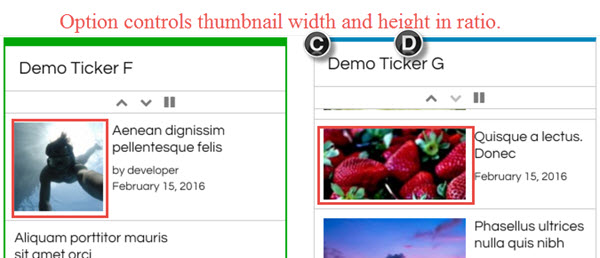 Option controls thumbnail width and height in ratio.
C
D
Demo Ticker F
Aenean dignissim
pellentesque felis
by developer
February 15, 2016
Aliquam porttitor mauris
sit amet orci
Demo Ticker G
Quisque a lectus.
Donec
February 15, 2016
Phasellus ultrices
nulla quis nibh